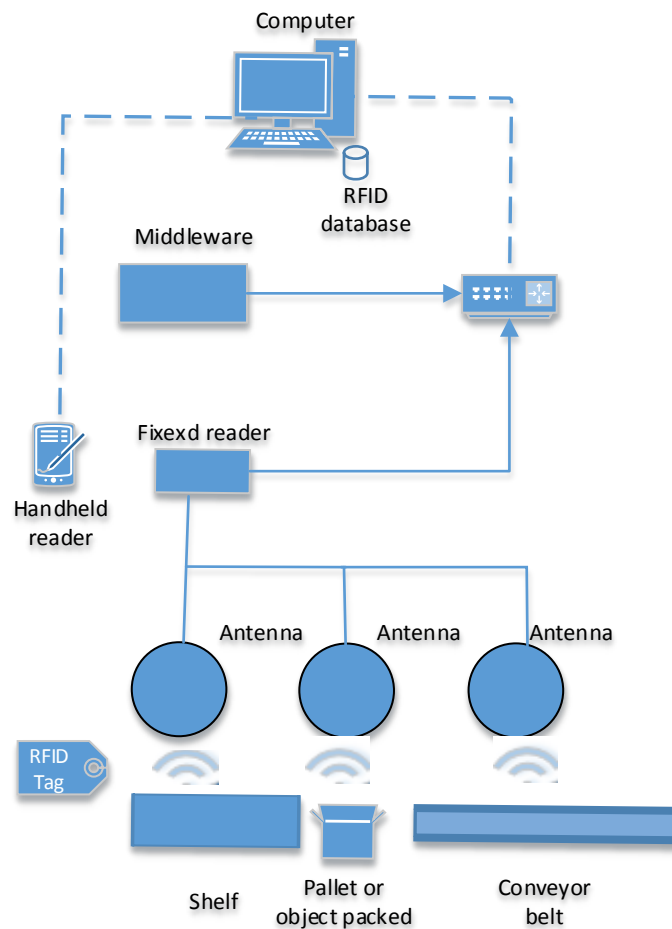 Computer
RFID
database
Middleware
Fixexd reader
Handheld
reader
Antenna
Antenna
Antenna
RFID
Tag
Shelf
Pallet or
object packed
Conveyor
belt